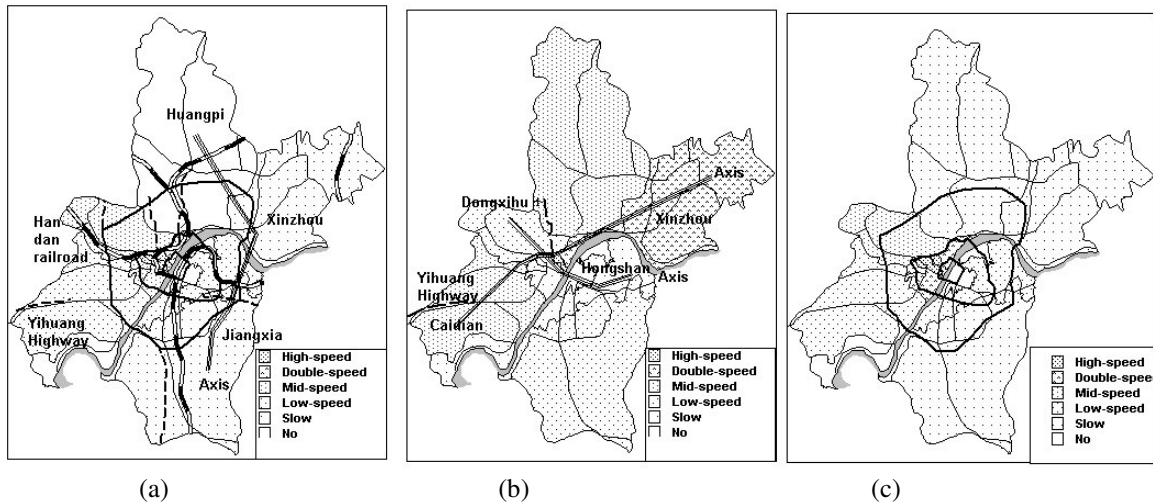 Huangpi
Han
dan
railroad
Xinzhou
Yihuang
Highway
Jiangxia
Axis
High-speed
Double-speed
Mid-speed
Low-speed
Slow
No
(a)
Axis
Dongxihu
Xinzhou
Hongshan
Axis
Yihuang
Highway
Caidian
High-speed
Double-speed
Mid-speed
Low-speed
Slow
No
(b)
High-speed
Double-speed
Mid-speed
Low-speed
Slow
No
(c)